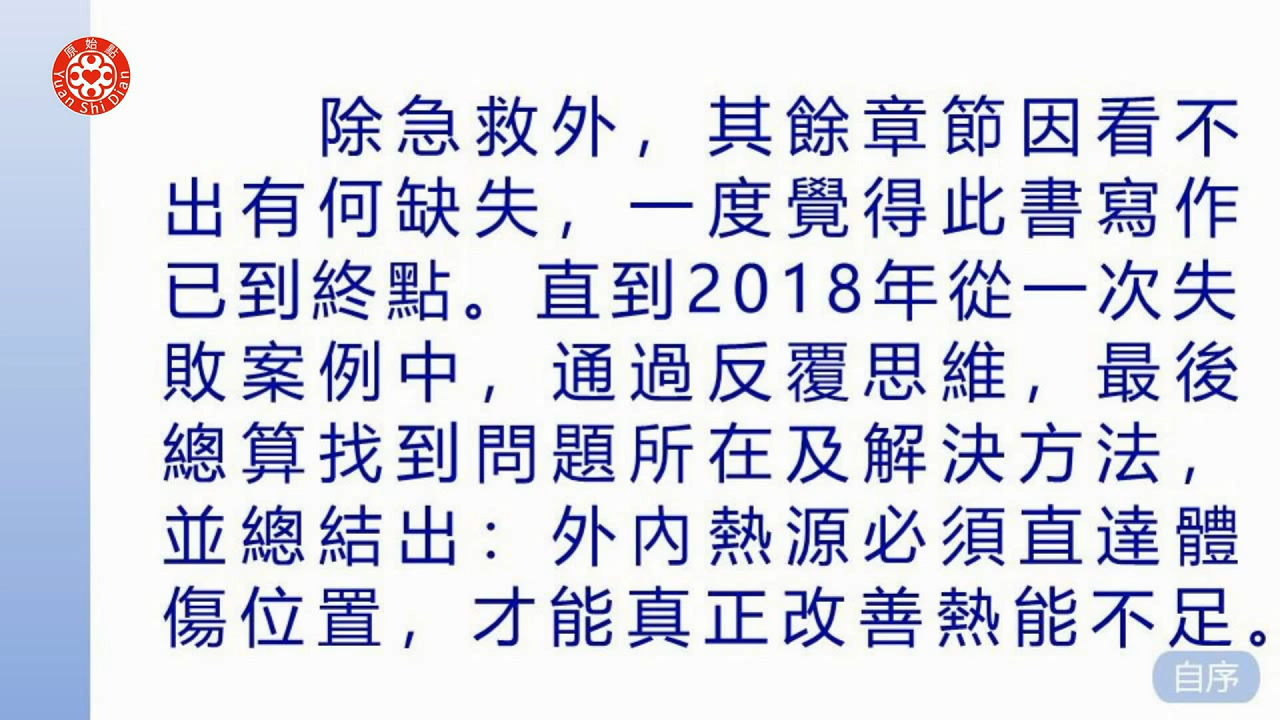 原始點
Yuan Shi Dian
除急救外，其餘章節因看不
出有何缺失，一度覺得此書寫作
已到終點。直到2018年從一次失
敗案例中，通過反覆思維，最後
總算找到問題所在及解決方法，
並總結出：外內熱源必須直達體
傷位置，才能真正改善熱能不足。
自序